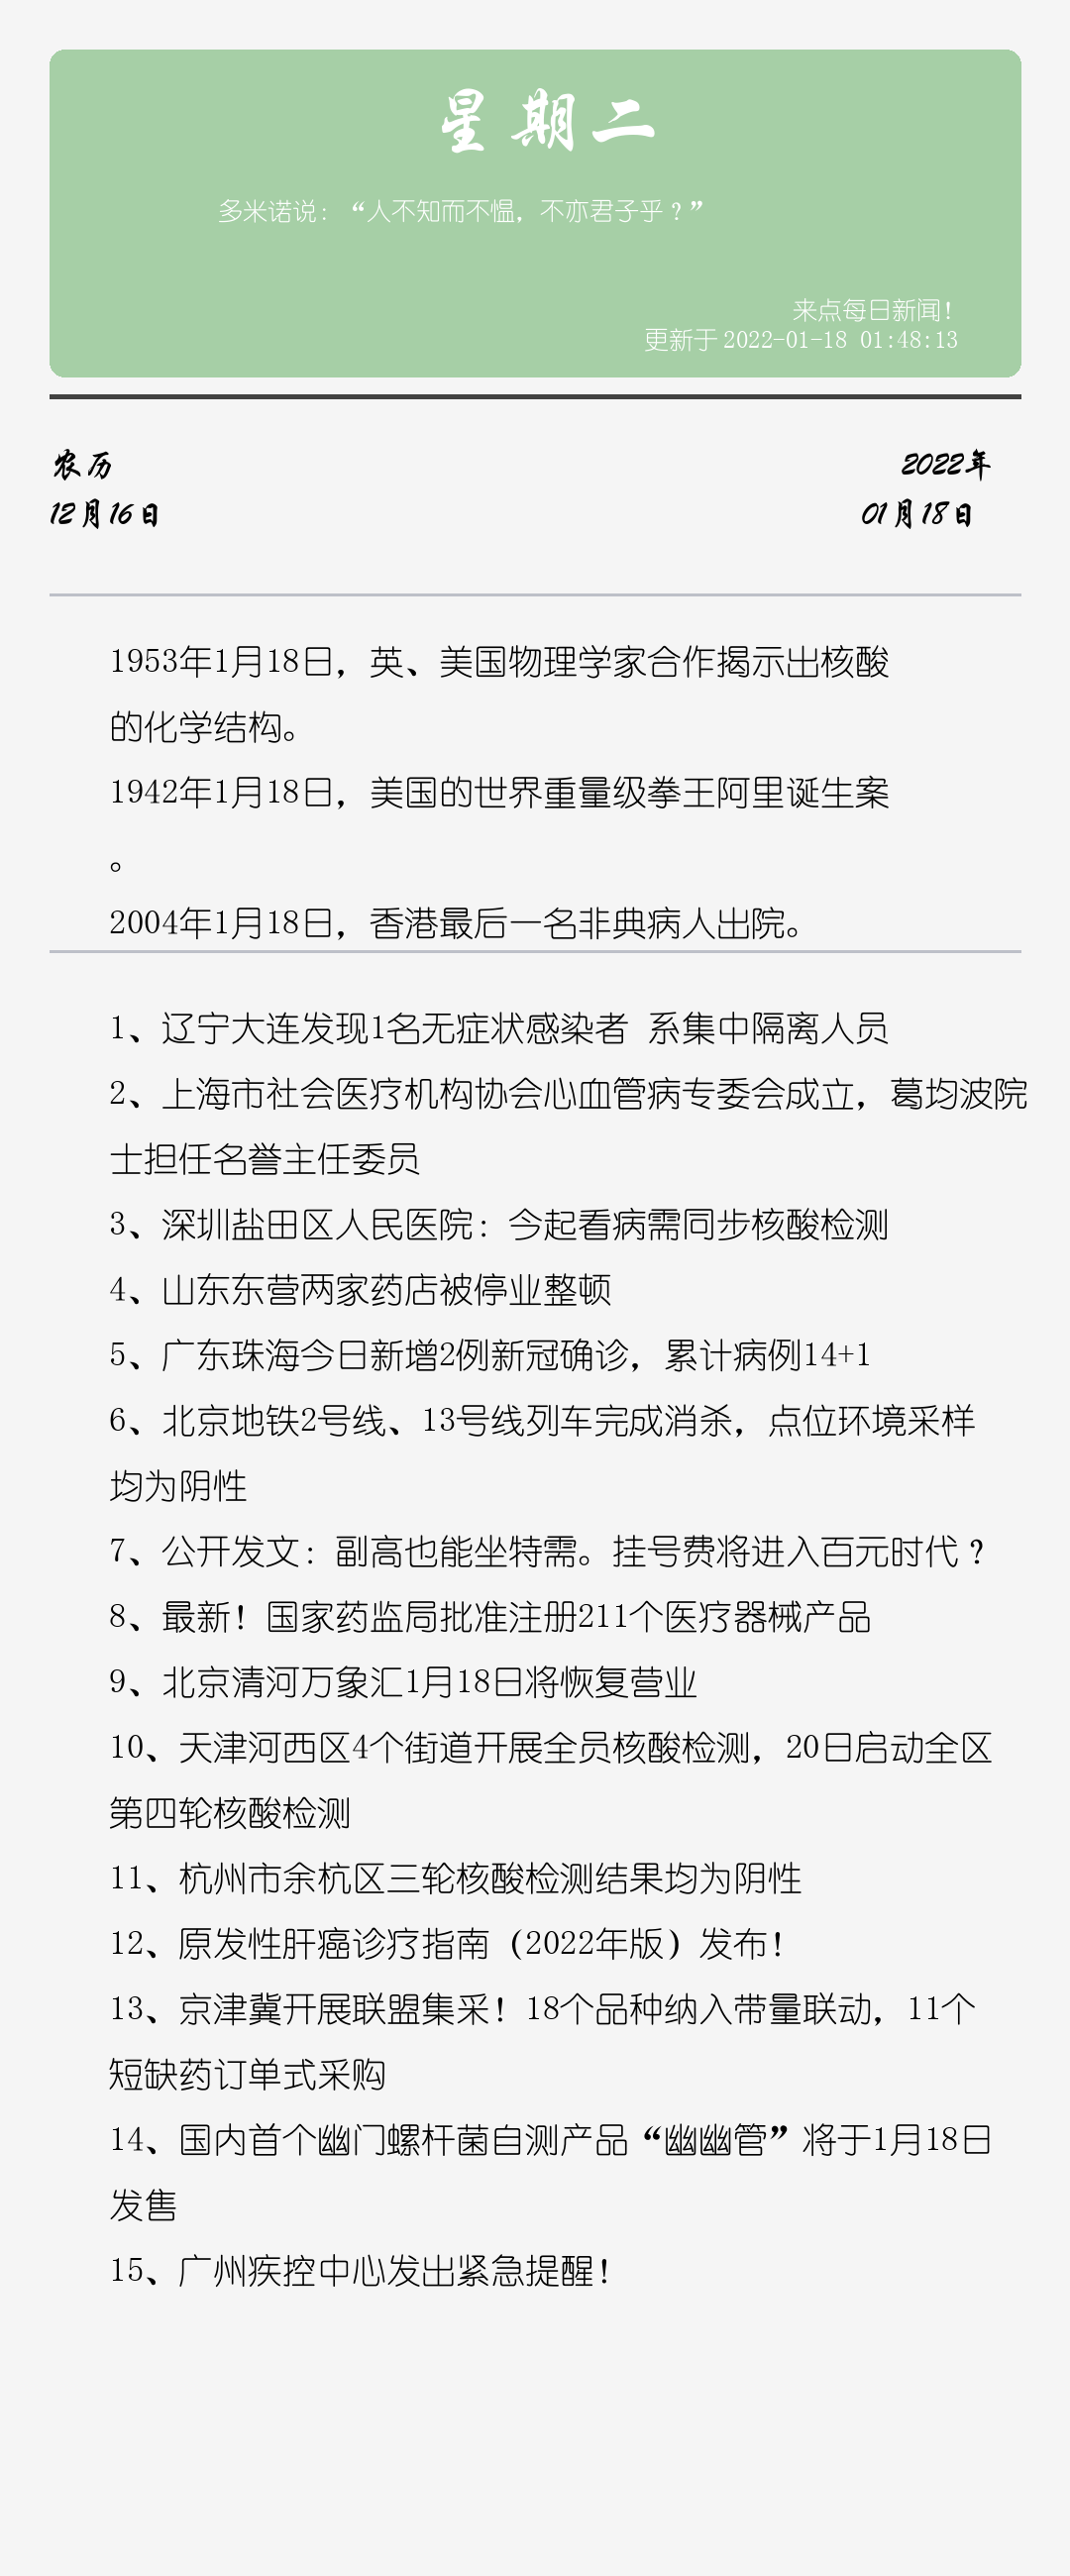 星期二
多米诺说：“人不知而不愠，不亦君子乎？”
来点每日新闻！
更新于 2022-01-18 01:48:13
农历
2022年
12月16日
01月18日
1953年1月18日，英、美国物理学家合作揭示出核酸
的化学结构。
1942年1月18日，美国的世界重量级拳王阿里诞生案
。
2004年1月18日，香港最后一名非典病人出院。
1、辽宁大连发现1名无症状感染者 系集中隔离人员
2、上海市社会医疗机构协会心血管病专委会成立，葛均波院
士担任名誉主任委员
3、深圳盐田区人民医院：今起看病需同步核酸检测
4、山东东营两家药店被停业整顿
5、广东珠海今日新增2例新冠确诊，累计病例14+1
6、北京地铁2号线、13号线列车完成消杀，点位环境采样
均为阴性
7、公开发文：副高也能坐特需。挂号费将进入百元时代？
8、最新！国家药监局批准注册211个医疗器械产品
9、北京清河万象汇1月18日将恢复营业
10、天津河西区4个街道开展全员核酸检测，20日启动全区
第四轮核酸检测
11、杭州市余杭区三轮核酸检测结果均为阴性
12、原发性肝癌诊疗指南（2022年版）发布！
13、京津冀开展联盟集采！18个品种纳入带量联动，11个
短缺药订单式采购
14、国内首个幽门螺杆菌自测产品“幽幽管”将于1月18日
发售
15、广州疾控中心发出紧急提醒！